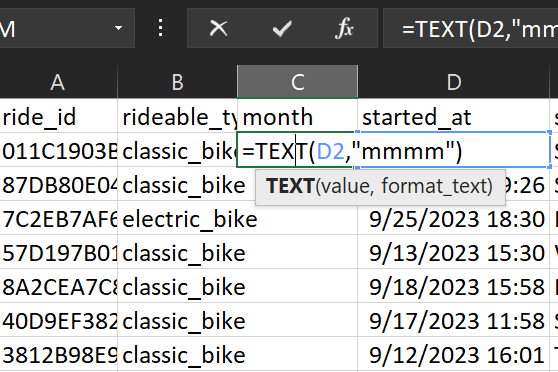 M fx =TEXT(D2,"mm
A B C D
ride_id rideable_ty month started_at
011C1903B classic_bike =TEXT(D2,"mmmm")
87DB80E04 classic_bike TEXT(value, format_text) 9:26
7C2EB7AF6 electric_bike 9/25/2023 18:30
57D197B01 classic_bike 9/13/2023 15:30
8A2CEA7C8 classic_bike 9/18/2023 15:58
40D9EF382 classic_bike 9/17/2023 11:58
3812B98E9 classic_bike 9/12/2023 16:01